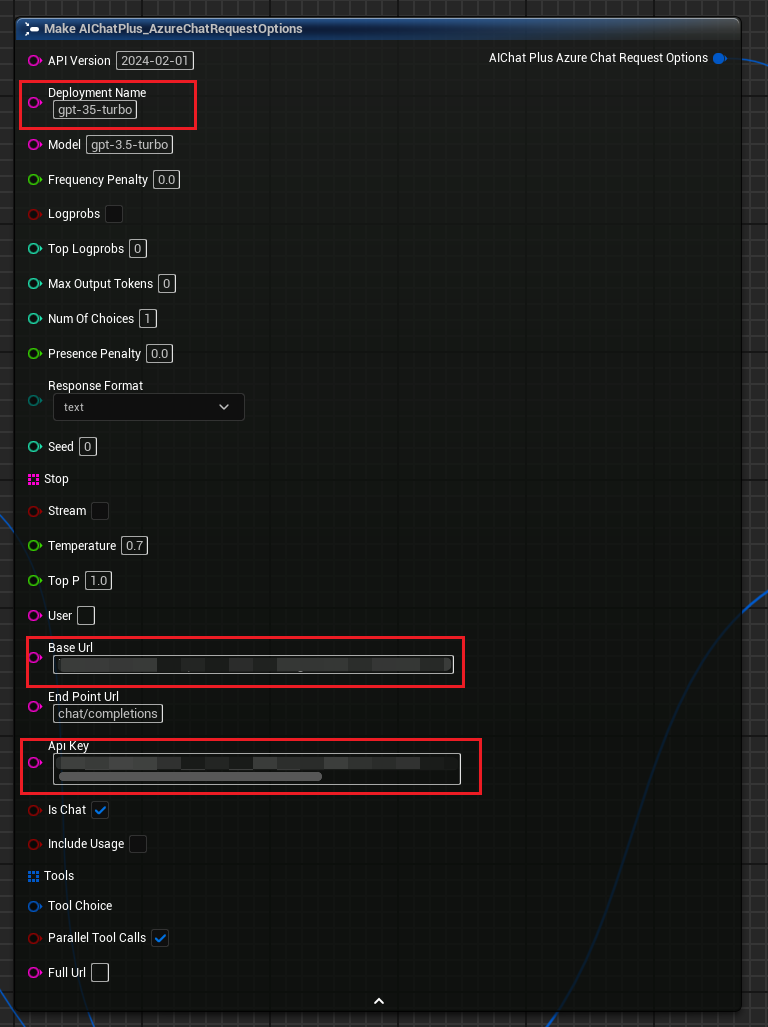 Make AIChatPlus_AzureChatRequestOptions
API Version 2024-02-01
AIChat Plus Azure Chat Request Options
Deployment Name
gpt-35-turbo
Model gpt-3.5-turbo
Frequency Penalty 0.0
Logprobs
Top Logprobs 0
Max Output Tokens 0
Num Of Choices 1
Presence Penalty 0.0
Response Format
text
Seed 0
Stop
Stream
Temperature 0.7
Top P 1.0
User
Base Url
End Point Url
chat/completions
Api Key
Is Chat
Include Usage
Tools
Tool Choice
Parallel Tool Calls
Full Url